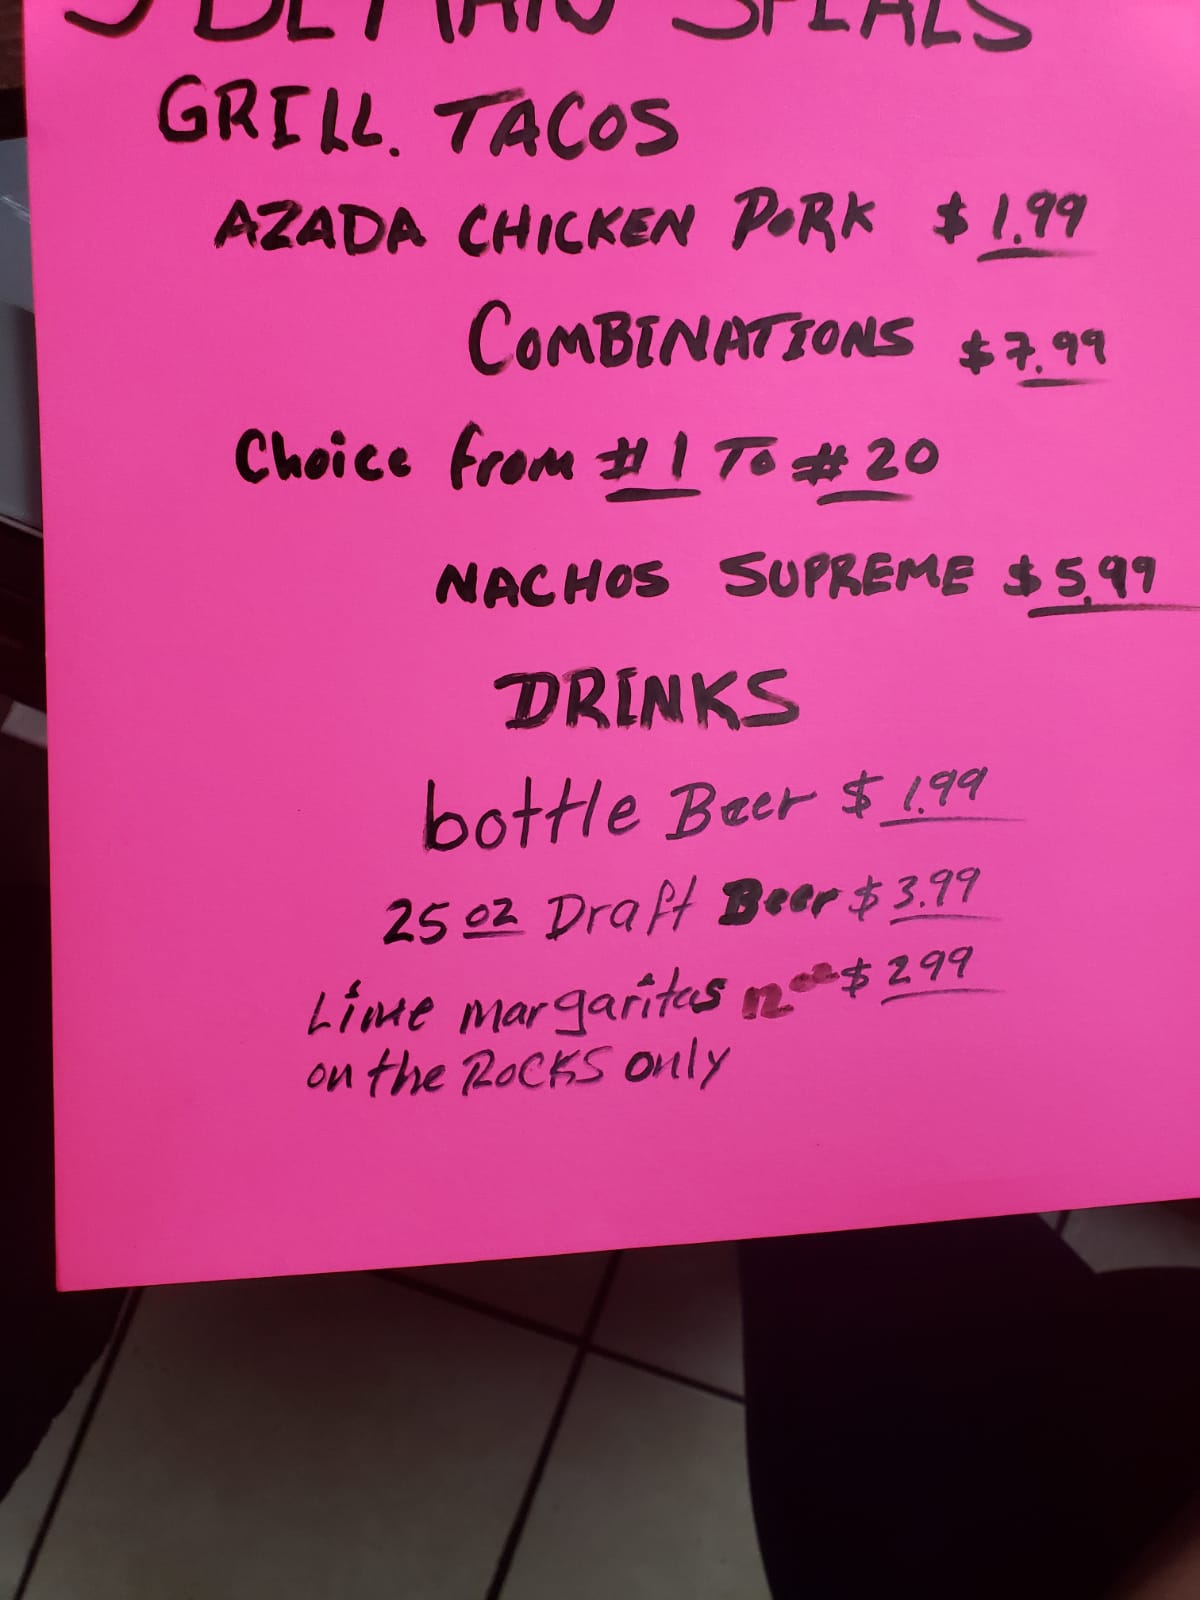 SPEIALS
GRILL. TACOS
AZADA CHICKEN PORK $1.99
COMBINATIONS $7.99
Choice from #1 To #20
NACHOS SUPREME $5.99
DRINKS
bottle Beer $1.99
25 oz Draft Beer $3.99
Lime margaritas $2.99
on the ROCKS only